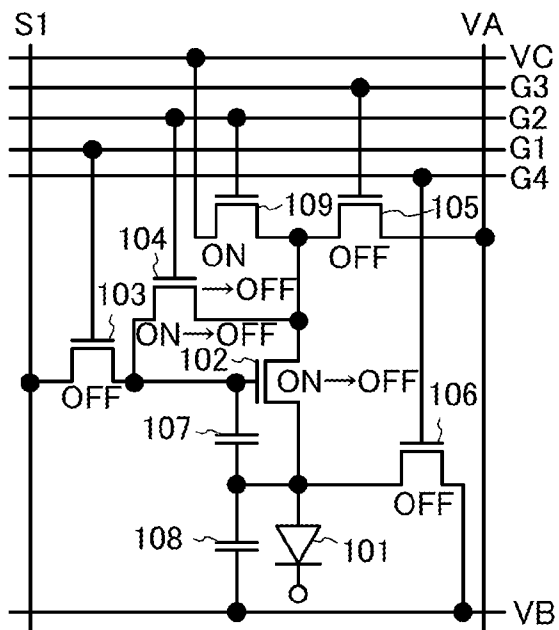 S1
VA
VC
G3
G2
G1
G4
109
105
104
ON
OFF
→OFF
103
ON→OFF
102
ON→OFF
106
OFF
107
OFF
108
101
VB